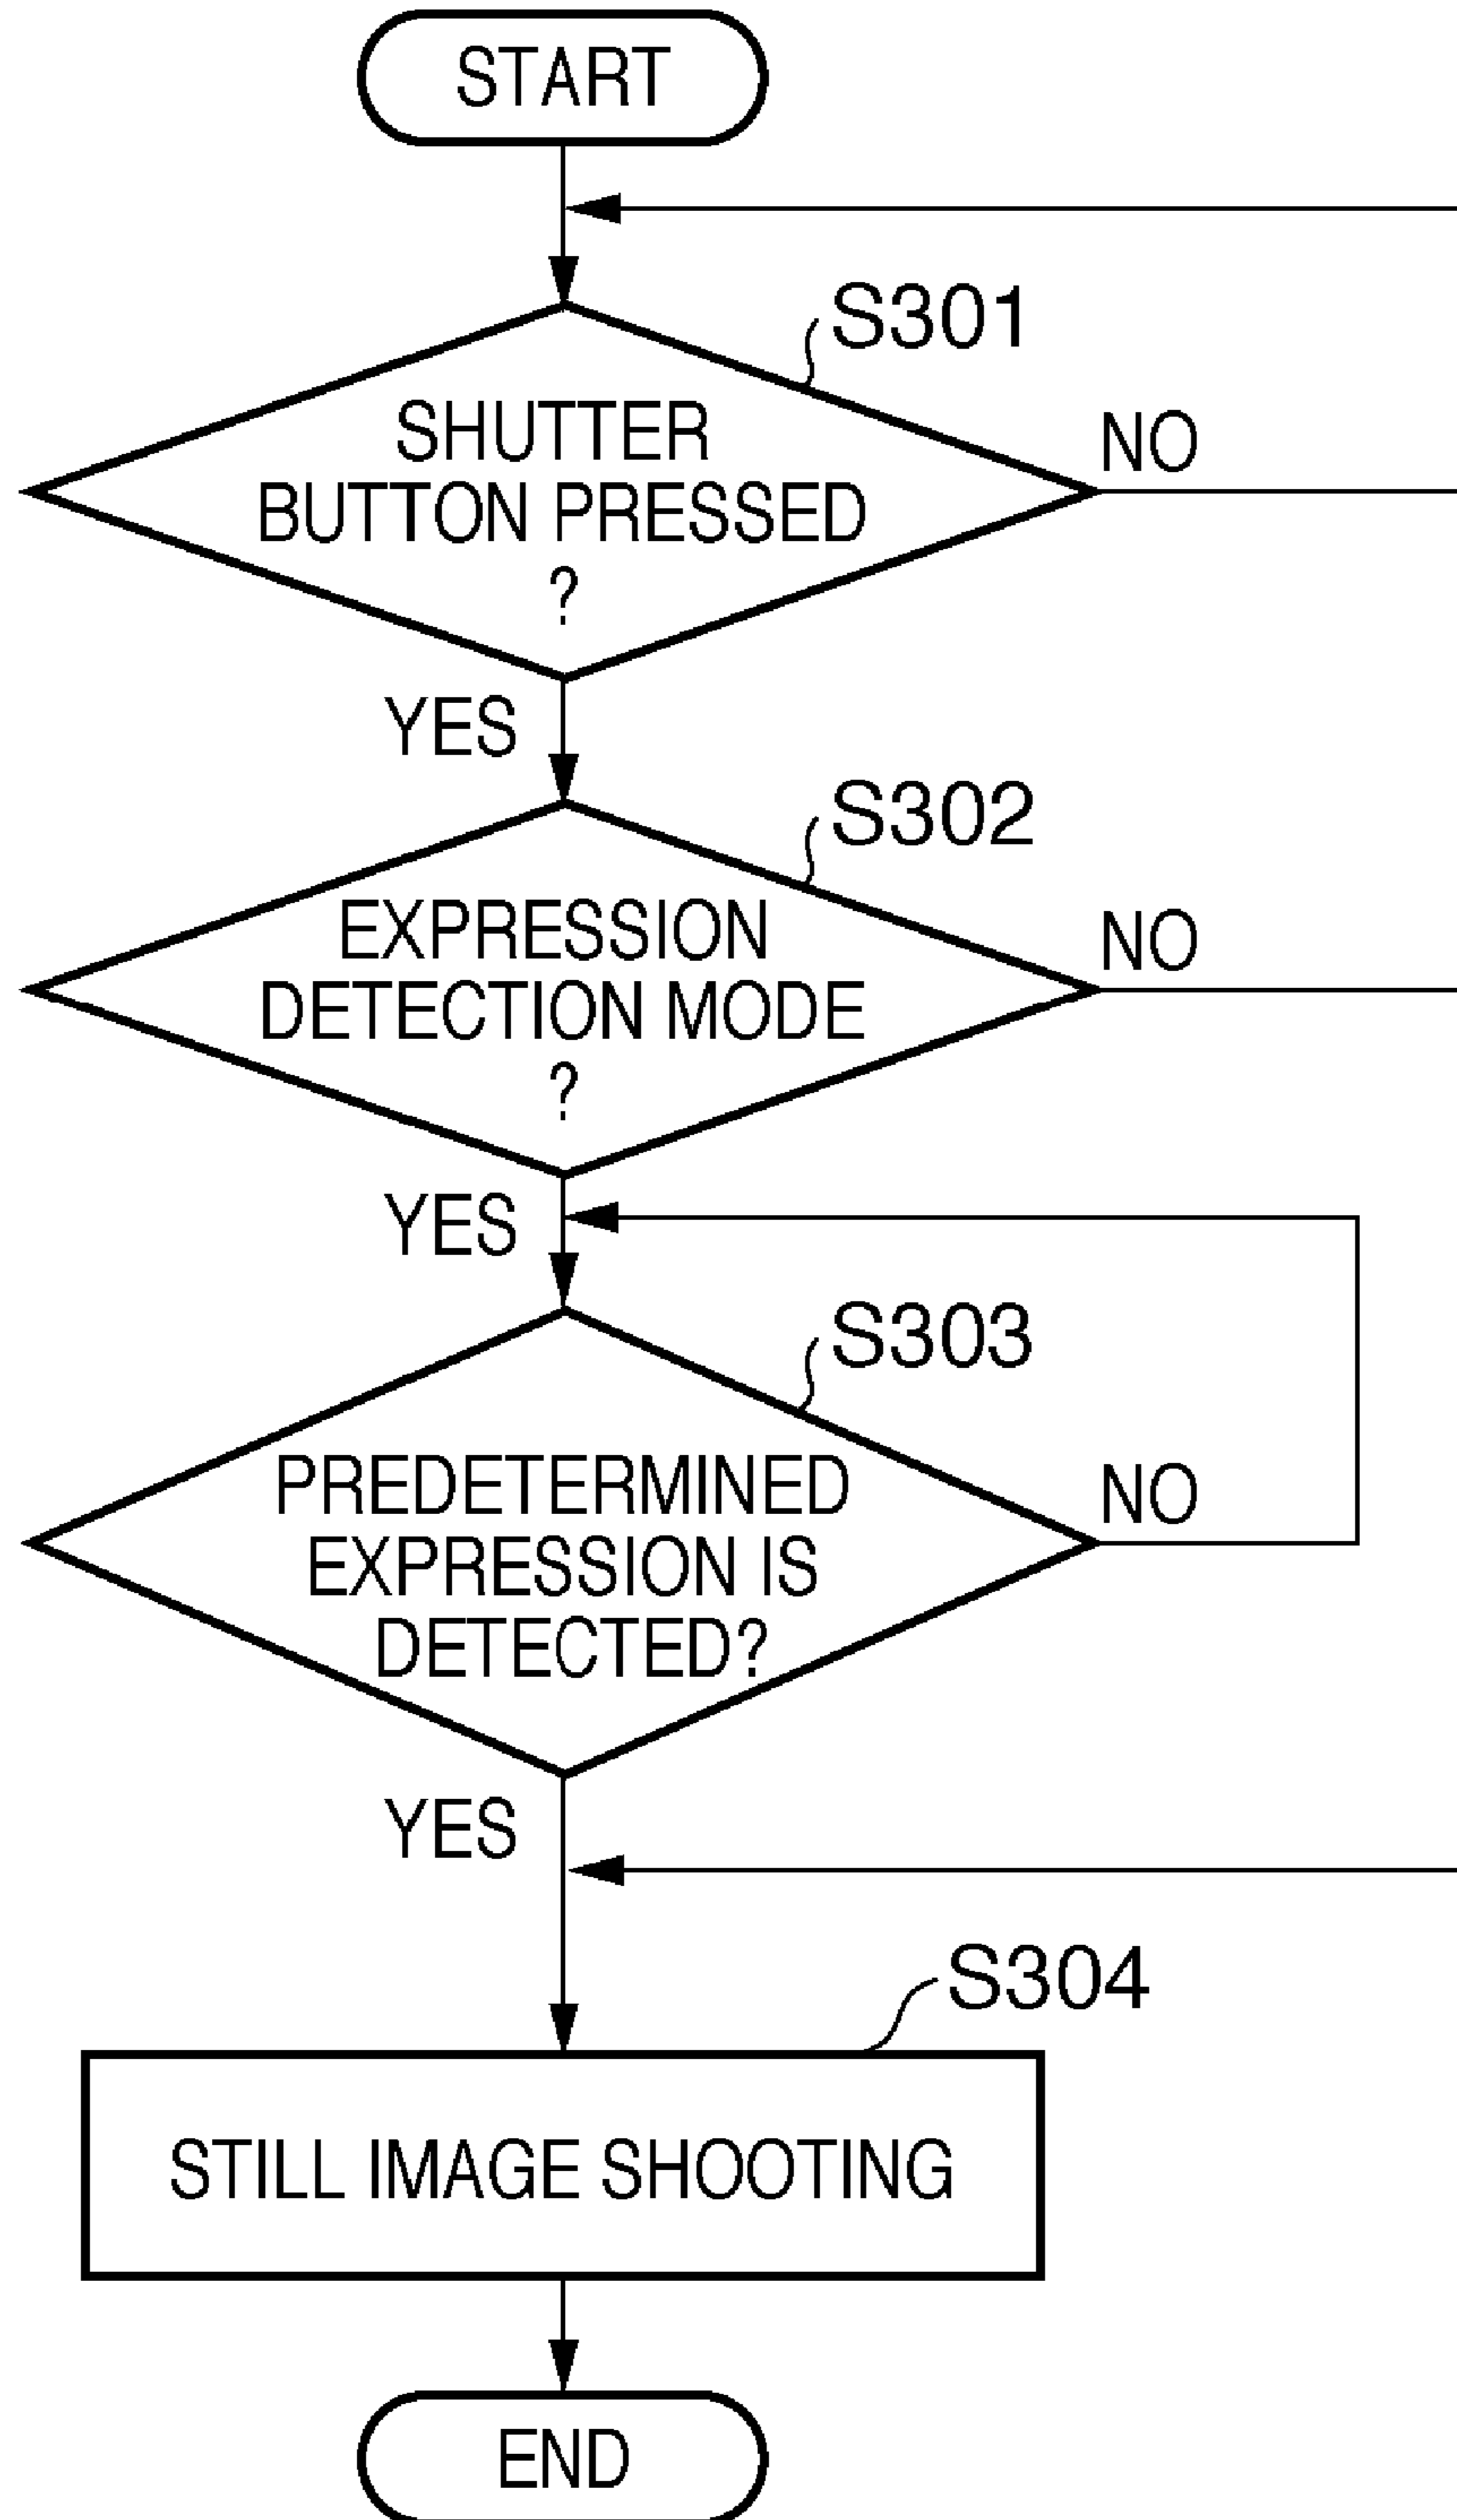 START
S301
SHUTTER
BUTTON PRESSED
?
NO
YES
S302
EXPRESSION
DETECTION MODE
?
NO
YES
S303
PREDETERMINED
EXPRESSION IS
DETECTED?
NO
YES
S304
STILL IMAGE SHOOTING
END